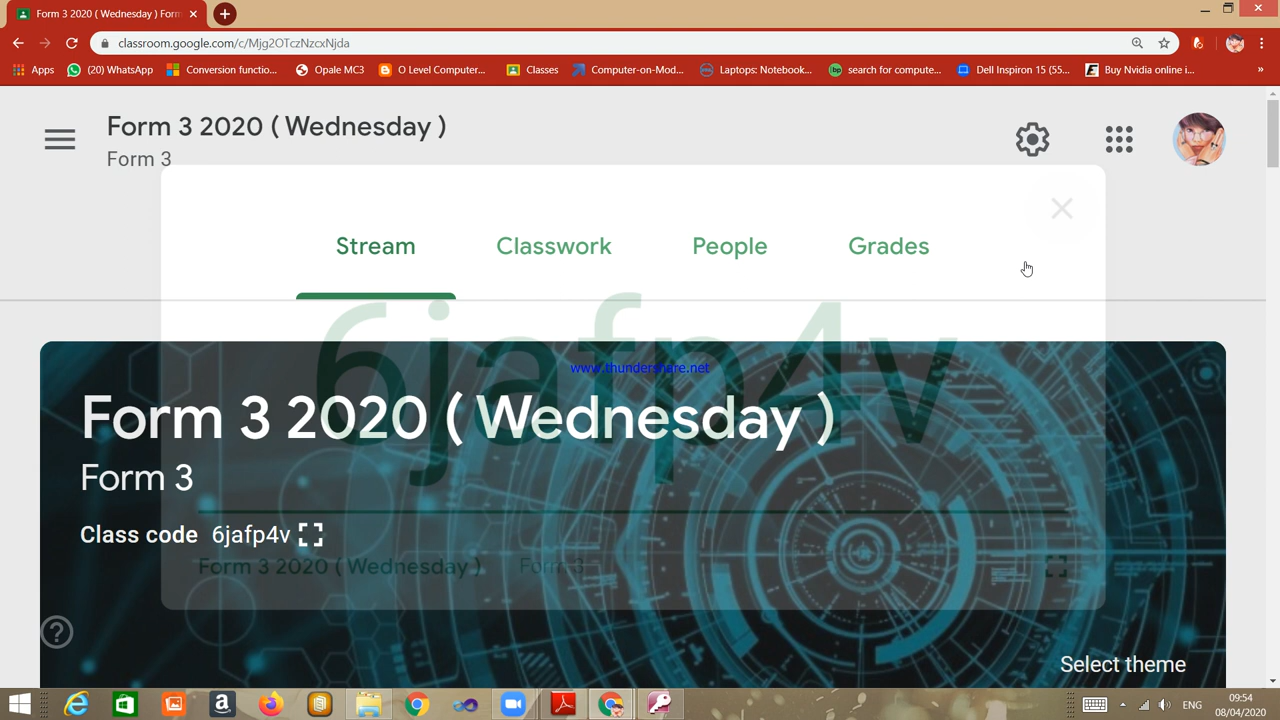 Form 3 2020 ( Wednesday ) Form
classroom.google.com/c/Mjg2OTczNzcxNjda
Apps (20) WhatsApp Conversion functio... Opale MC3 O Level Computer... Classes Computer-on-Mod... Laptops: Notebook... search for compute... Dell Inspiron 15 (55... Buy Nvidia online i... »
Form 3 2020 ( Wednesday )
Form 3
Stream Classwork People Grades
6jafp4v
www.thundershare.net
Form 3 2020 ( Wednesday )
Form 3
Class code 6jafp4v
Form 3 2020 ( Wednesday ) Form 3
Select theme
ENG
09:54
08/04/2020